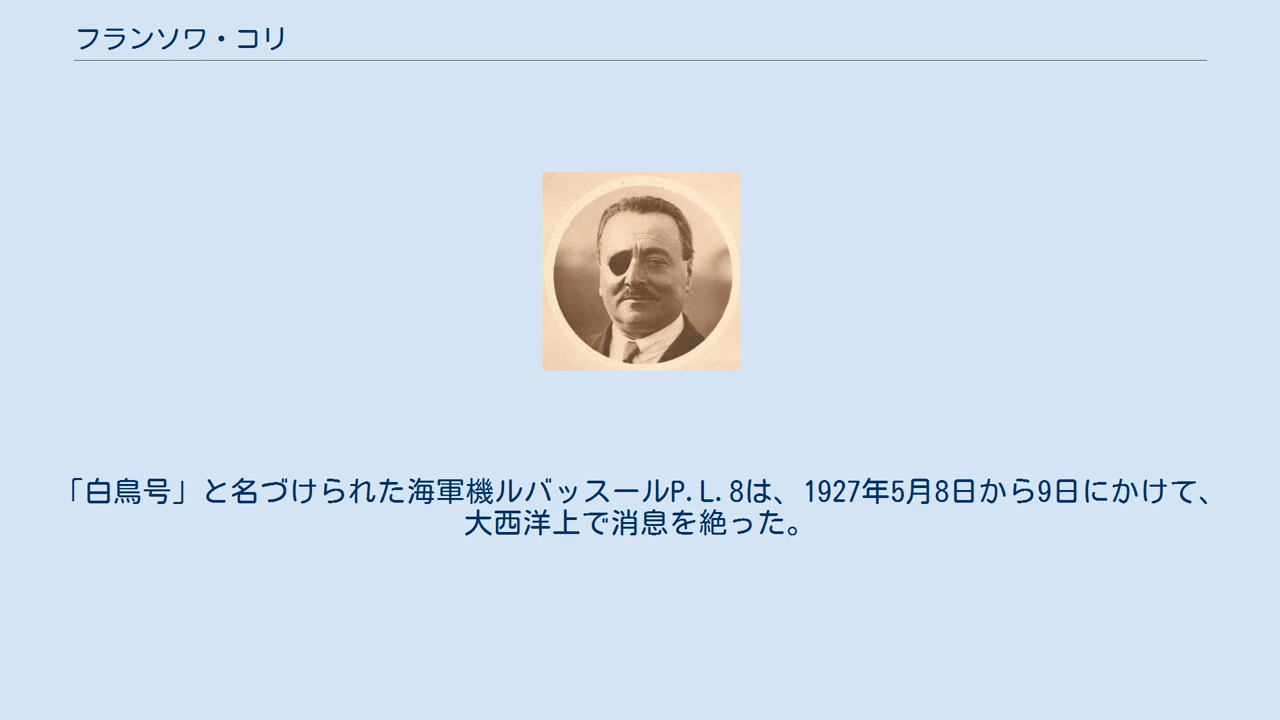 フランソワ・コリ
「白鳥号」と名づけられた海軍機ルバッスールP.L.8は、1927年5月8日から9日にかけて、
大西洋上で消息を絶った。